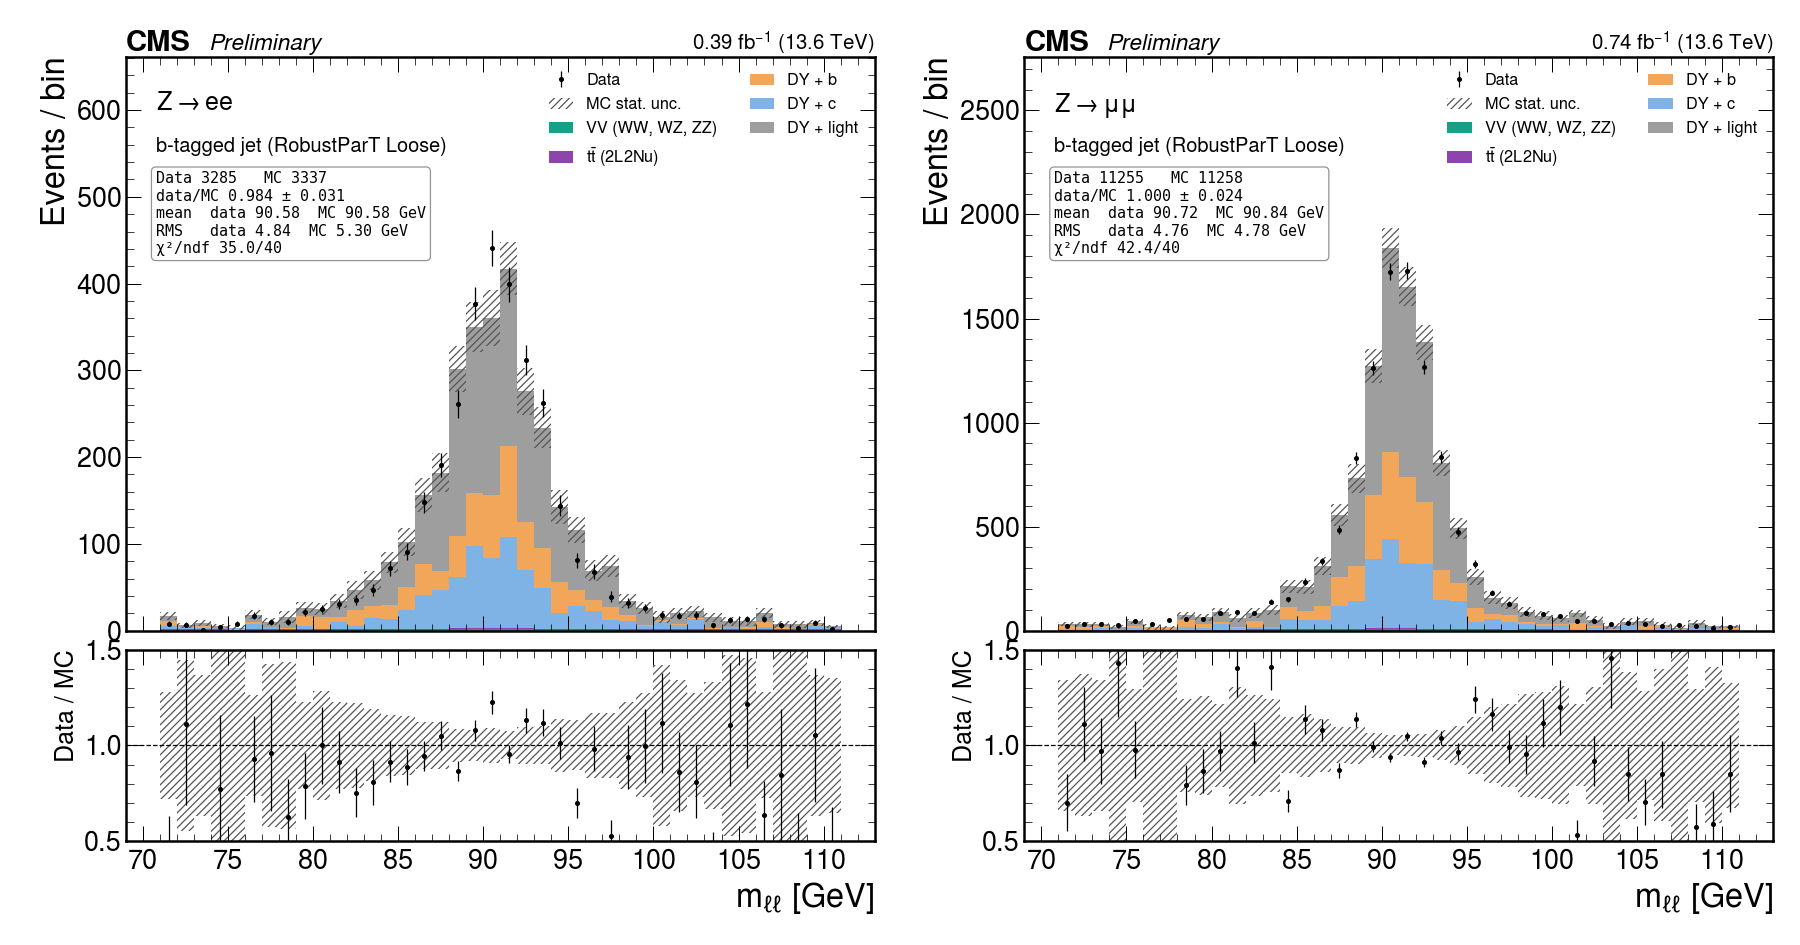 CMS Preliminary 0.39 fb⁻¹ (13.6 TeV)
Events / bin
Z → ee
b-tagged jet (RobustParT Loose)
Data 3285 MC 3337
data/MC 0.984 ± 0.031
mean data 90.58 MC 90.58 GeV
RMS data 4.84 MC 5.30 GeV
χ²/ndf 35.0/40
Data
MC stat. unc.
VV (WW, WZ, ZZ)
tt̄ (2L2Nu)
DY + b
DY + c
DY + light
600
500
400
300
200
100
0
Data / MC
1.5
1.0
0.5
70 75 80 85 90 95 100 105 110
mℓℓ [GeV]
CMS Preliminary 0.74 fb⁻¹ (13.6 TeV)
Events / bin
Z → μμ
b-tagged jet (RobustParT Loose)
Data 11255 MC 11258
data/MC 1.000 ± 0.024
mean data 90.72 MC 90.84 GeV
RMS data 4.76 MC 4.78 GeV
χ²/ndf 42.4/40
Data
MC stat. unc.
VV (WW, WZ, ZZ)
tt̄ (2L2Nu)
DY + b
DY + c
DY + light
2500
2000
1500
1000
500
0
Data / MC
1.5
1.0
0.5
70 75 80 85 90 95 100 105 110
mℓℓ [GeV]